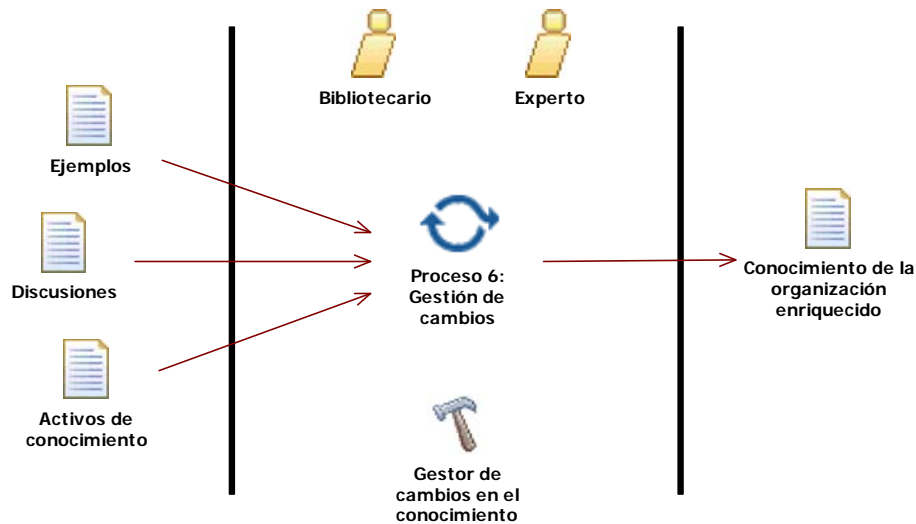 Bibliotecario
Experto
Ejemplos
Discusiones
Activos de
conocimiento
Proceso 6:
Gestión de
cambios
Gestor de
cambios en el
conocimiento
Conocimiento de la
organización
enriquecido